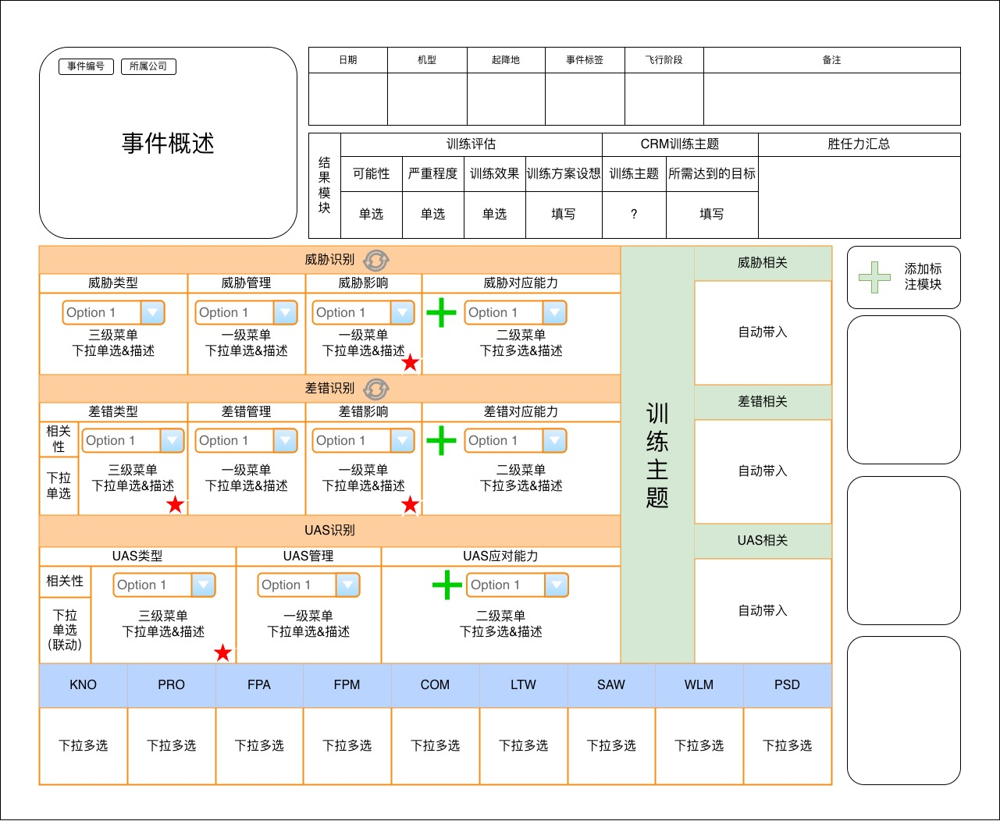 事件编号 所属公司
事件概述
日期 机型 起降地 事件标签 飞行阶段 备注
结果模块
训练评估 CRM训练主题 胜任力汇总
可能性 严重程度 训练效果 训练方案设想 训练主题 所需达到的目标
单选 单选 单选 填写 ? 填写
威胁识别
威胁类型 威胁管理 威胁影响 威胁对应能力
Option 1 Option 1 Option 1 Option 1
三级菜单 一级菜单 一级菜单 二级菜单
下拉单选&描述 下拉单选&描述 下拉单选&描述 下拉多选&描述
差错识别
差错类型 差错管理 差错影响 差错对应能力
相关
性
Option 1 Option 1 Option 1 Option 1
下拉
单选
三级菜单 一级菜单 一级菜单 二级菜单
下拉单选&描述 下拉单选&描述 下拉单选&描述 下拉多选&描述
UAS识别
UAS类型 UAS管理 UAS应对能力
相关性
Option 1 Option 1 Option 1
下拉
单选
(联动)
三级菜单 一级菜单 二级菜单
下拉单选&描述 下拉单选&描述 下拉多选&描述
训练主题
威胁相关
自动带入
差错相关
自动带入
UAS相关
自动带入
添加标
注模块
KNO PRO FPA FPM COM LTW SAW WLM PSD
下拉多选 下拉多选 下拉多选 下拉多选 下拉多选 下拉多选 下拉多选 下拉多选 下拉多选